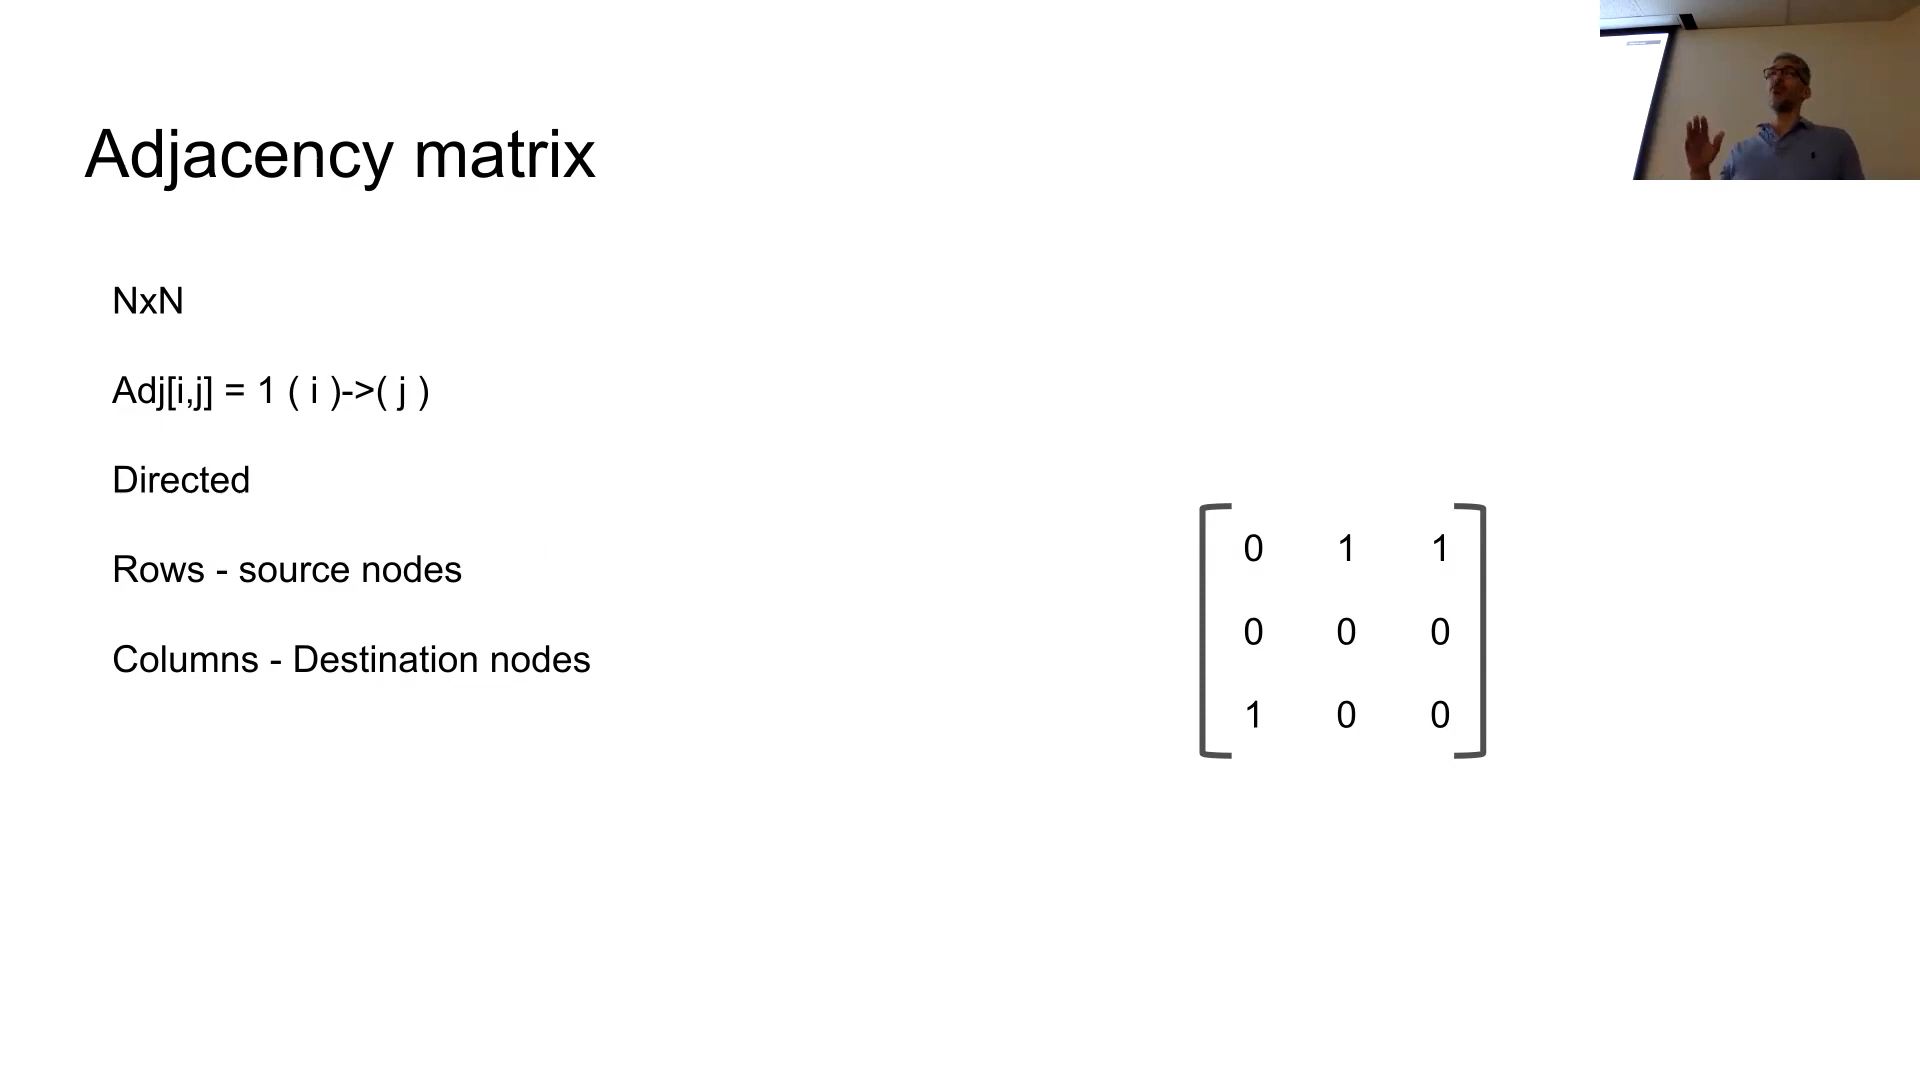 Adjacency matrix
NxN
Adj[i,j] = 1 ( i )->( j )
Directed
Rows - source nodes
Columns - Destination nodes
0 1 1
0 0 0
1 0 0